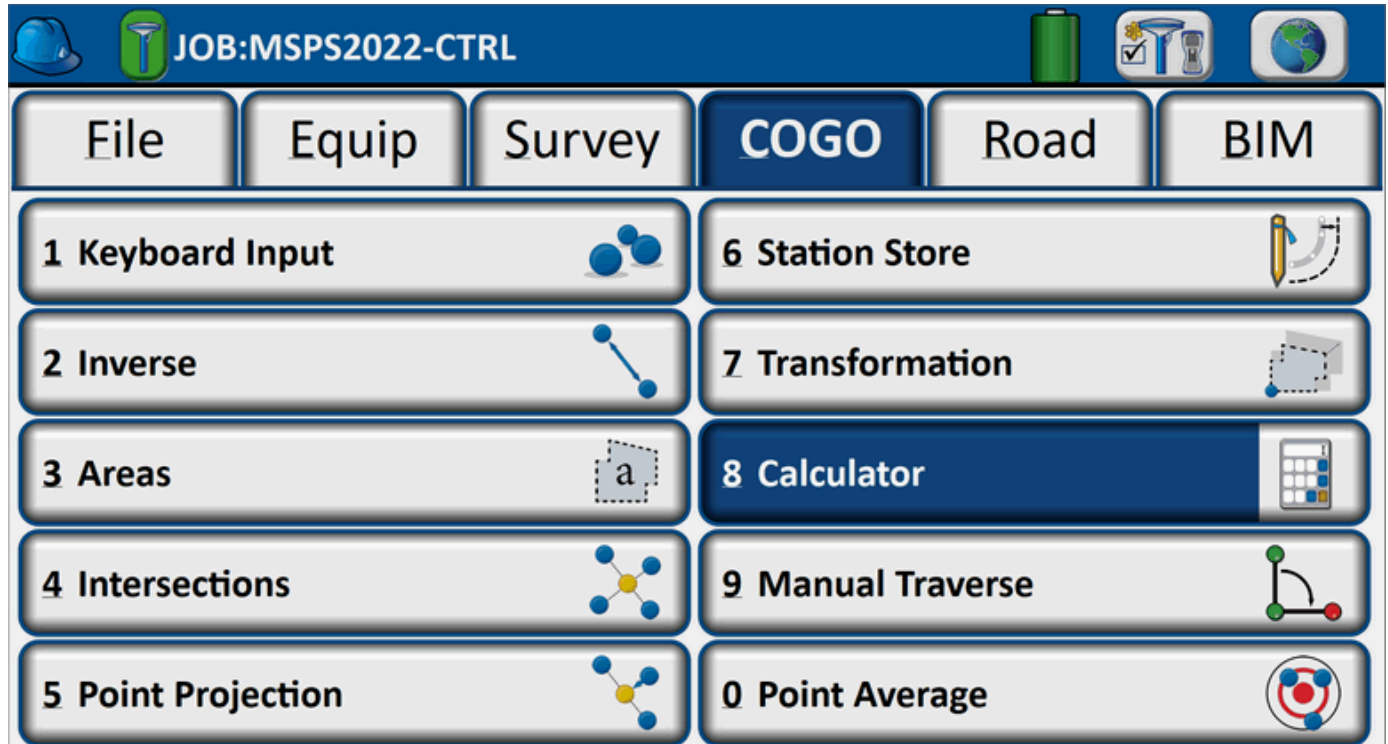 JOB:MSPS2022-CTRL
File Equip Survey COGO Road BIM
1 Keyboard Input
6 Station Store
2 Inverse
7 Transformation
3 Areas
a
8 Calculator
4 Intersections
9 Manual Traverse
5 Point Projection
0 Point Average